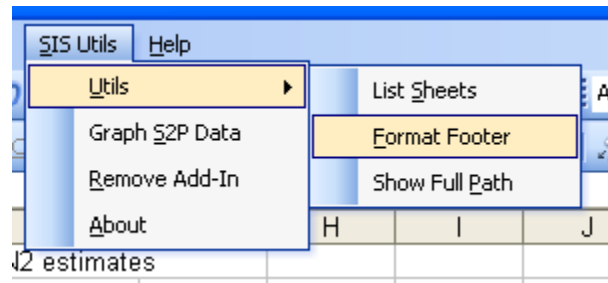 SIS Utils Help
Utils
List Sheets
Graph S2P Data
Format Footer
Remove Add-In
Show Full Path
About
H I J
N2 estimates